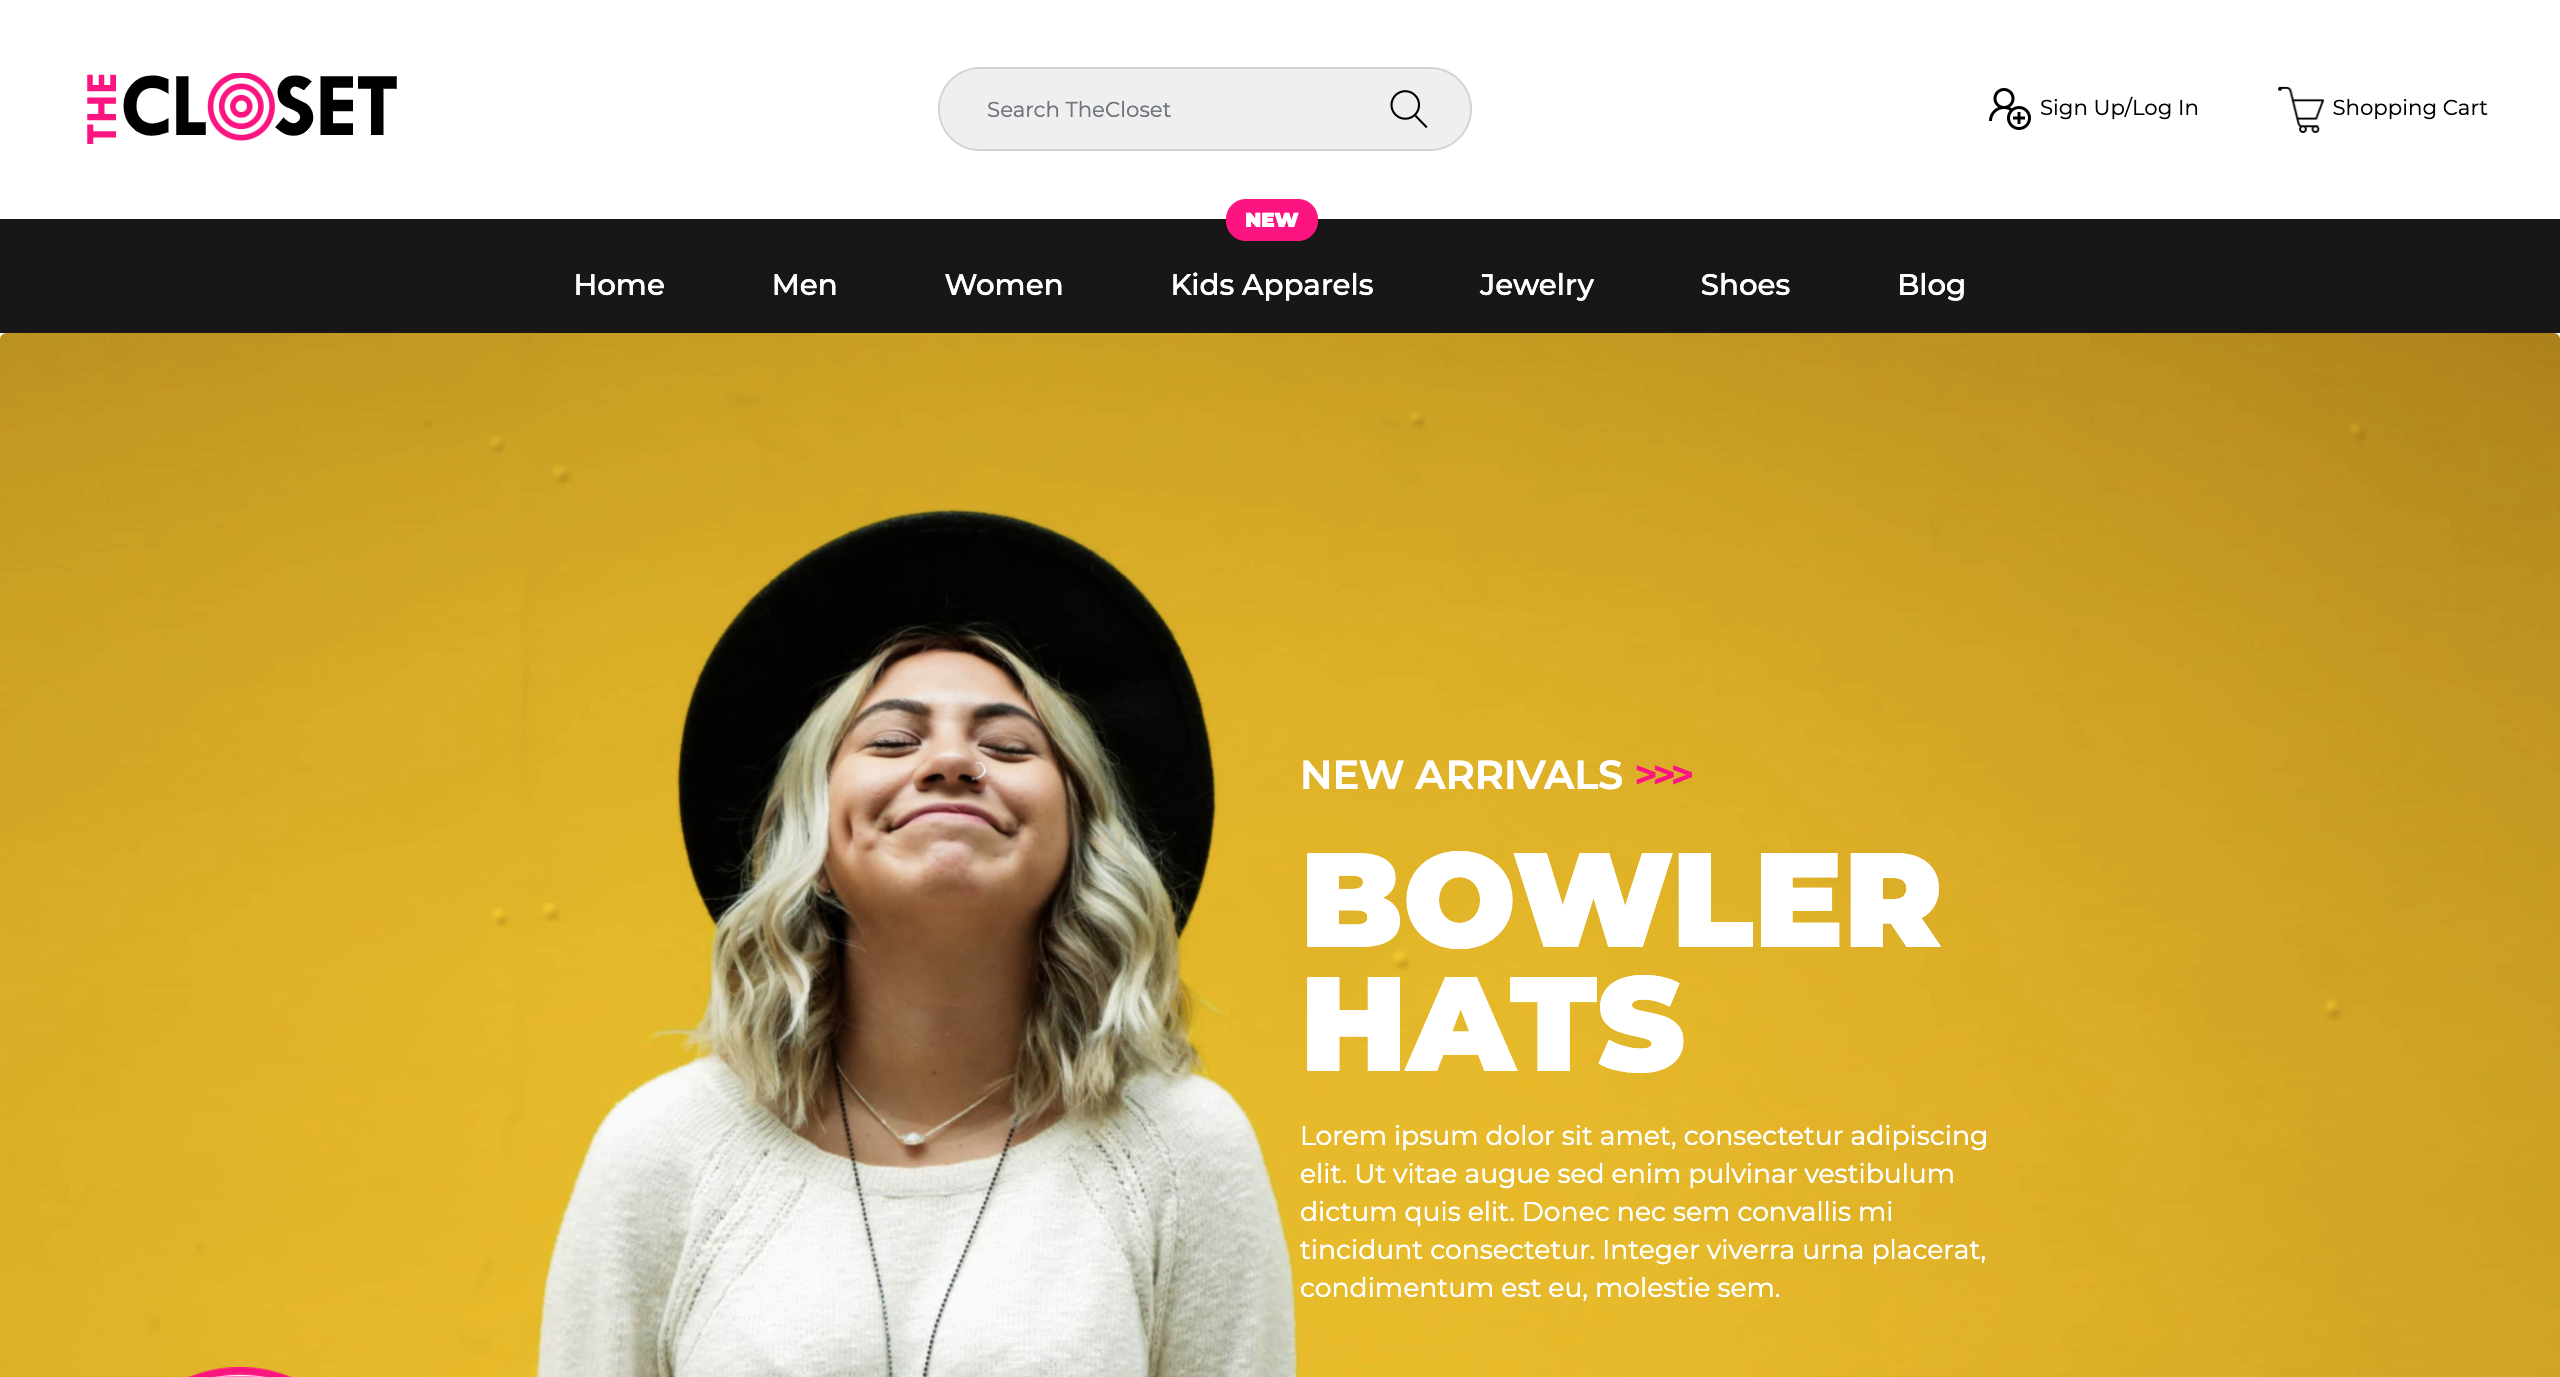 THE CLOSET
Search TheCloset
Sign Up/Log In
Shopping Cart
NEW
Home
Men
Women
Kids Apparels
Jewelry
Shoes
Blog
NEW ARRIVALS >>>
BOWLER
HATS
Lorem ipsum dolor sit amet, consectetur adipiscing
elit. Ut vitae augue sed enim pulvinar vestibulum
dictum quis elit. Donec nec sem convallis mi
tincidunt consectetur. Integer viverra urna placerat,
condimentum est eu, molestie sem.